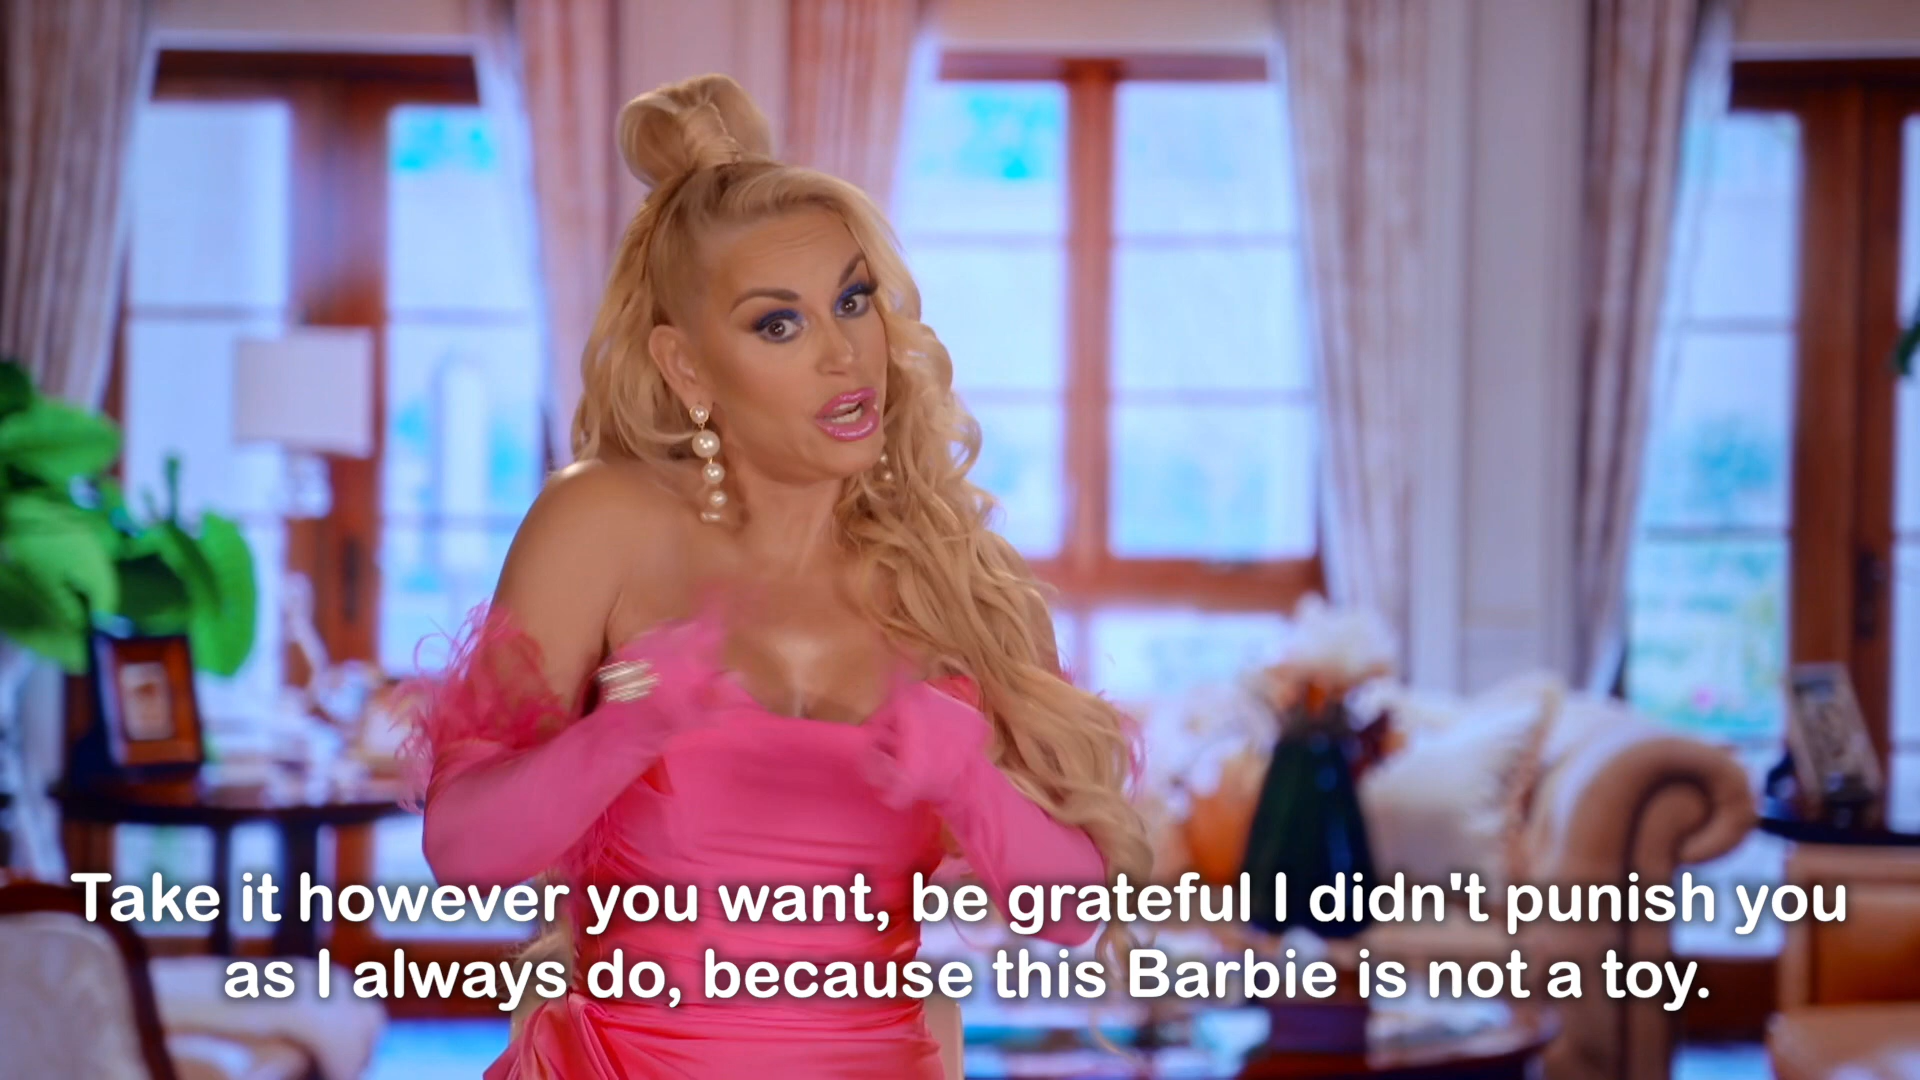 Take it however you want, be grateful I didn't punish you
as I always do, because this Barbie is not a toy.